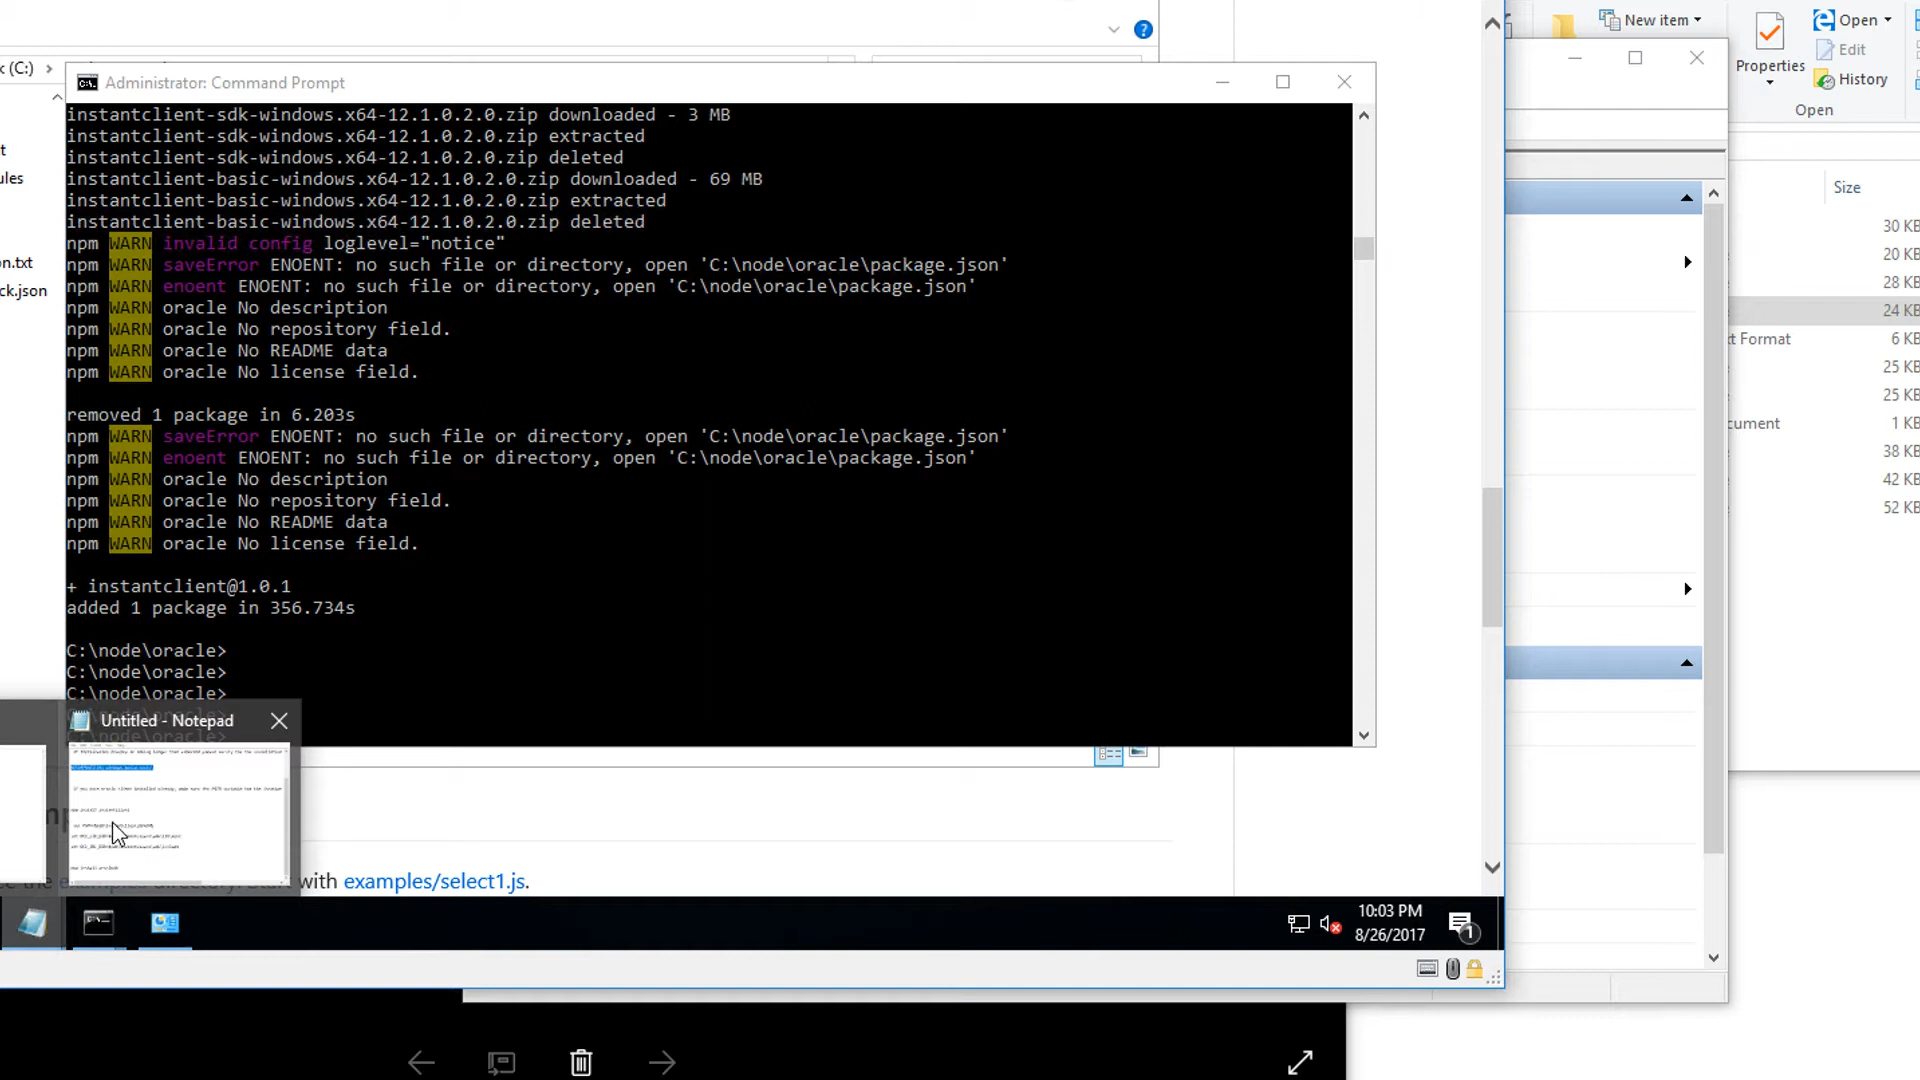 New item
Properties
Open
Edit
History
Open
k (C:)
Administrator: Command Prompt
instantclient-sdk-windows.x64-12.1.0.2.0.zip downloaded - 3 MB
instantclient-sdk-windows.x64-12.1.0.2.0.zip extracted
instantclient-sdk-windows.x64-12.1.0.2.0.zip deleted
instantclient-basic-windows.x64-12.1.0.2.0.zip downloaded - 69 MB
instantclient-basic-windows.x64-12.1.0.2.0.zip extracted
instantclient-basic-windows.x64-12.1.0.2.0.zip deleted
npm WARN invalid config loglevel="notice"
npm WARN saveError ENOENT: no such file or directory, open 'C:\node\oracle\package.json'
npm WARN enoent ENOENT: no such file or directory, open 'C:\node\oracle\package.json'
npm WARN oracle No description
npm WARN oracle No repository field.
npm WARN oracle No README data
npm WARN oracle No license field.
removed 1 package in 6.203s
npm WARN saveError ENOENT: no such file or directory, open 'C:\node\oracle\package.json'
npm WARN enoent ENOENT: no such file or directory, open 'C:\node\oracle\package.json'
npm WARN oracle No description
npm WARN oracle No repository field.
npm WARN oracle No README data
npm WARN oracle No license field.
+ instantclient@1.0.1
added 1 package in 356.734s
C:\node\oracle>
C:\node\oracle>
C:\node\oracle>
t
ules
on.txt
ck.json
Size
30 KB
20 KB
28 KB
24 KB
xt Format 6 KB
25 KB
25 KB
cument 1 KB
38 KB
42 KB
52 KB
Untitled - Notepad
directory. Start with examples/select1.js.
10:03 PM
8/26/2017
1